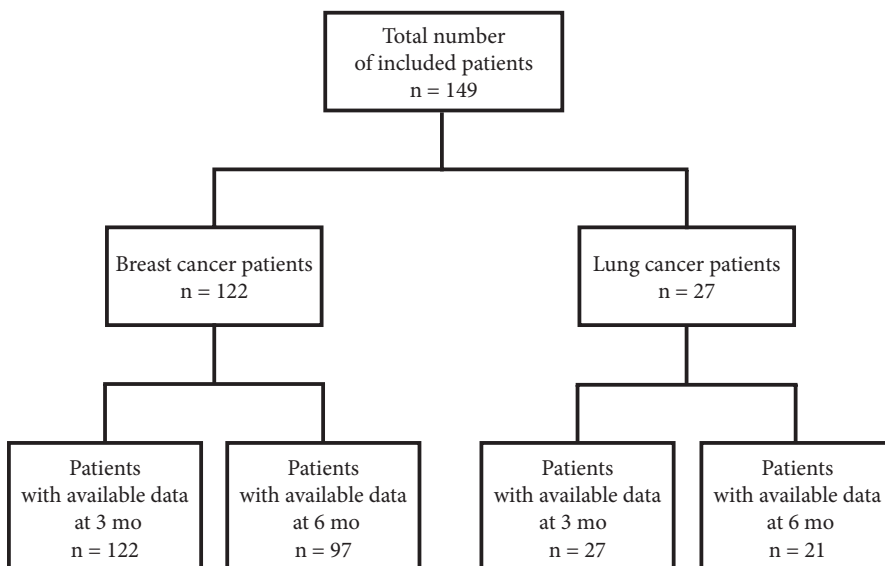 Total number
of included patients
n = 149
Breast cancer patients
n = 122
Lung cancer patients
n = 27
Patients
with available data
at 3 mo
n = 122
Patients
with available data
at 6 mo
n = 97
Patients
with available data
at 3 mo
n = 27
Patients
with available data
at 6 mo
n = 21